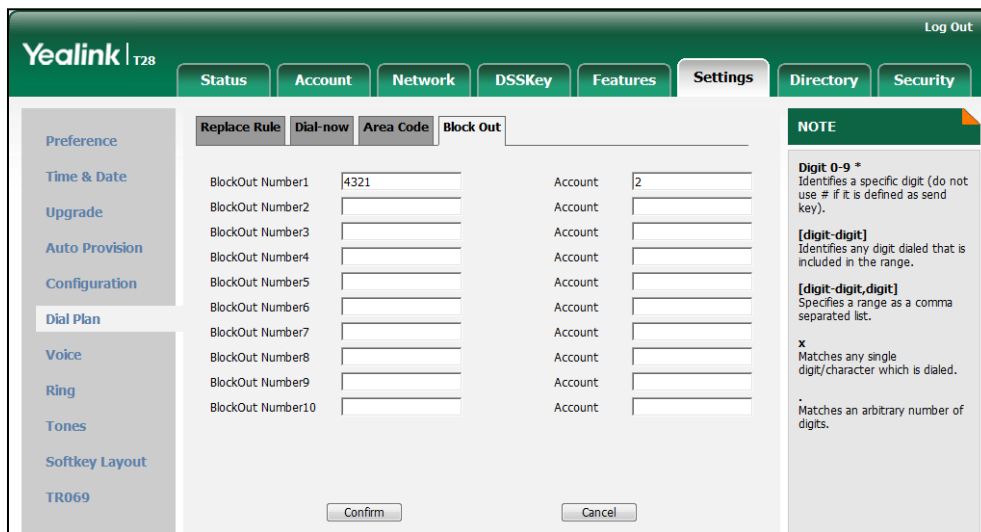 Log Out
Yealink | T28
Status Account Network DSSKey Features Settings Directory Security
Preference
Time & Date
Upgrade
Auto Provision
Configuration
Dial Plan
Voice
Ring
Tones
Softkey Layout
TR069
Replace Rule Dial-now Area Code Block Out
BlockOut Number1 4321 Account 2
BlockOut Number2 Account
BlockOut Number3 Account
BlockOut Number4 Account
BlockOut Number5 Account
BlockOut Number6 Account
BlockOut Number7 Account
BlockOut Number8 Account
BlockOut Number9 Account
BlockOut Number10 Account
Confirm Cancel
NOTE
Digit 0-9 *
Identifies a specific digit (do not
use # if it is defined as send
key).
[digit-digit]
Identifies any digit dialed that is
included in the range.
[digit-digit,digit]
Specifies a range as a comma
separated list.
x
Matches any single
digit/character which is dialed.
.
Matches an arbitrary number of
digits.